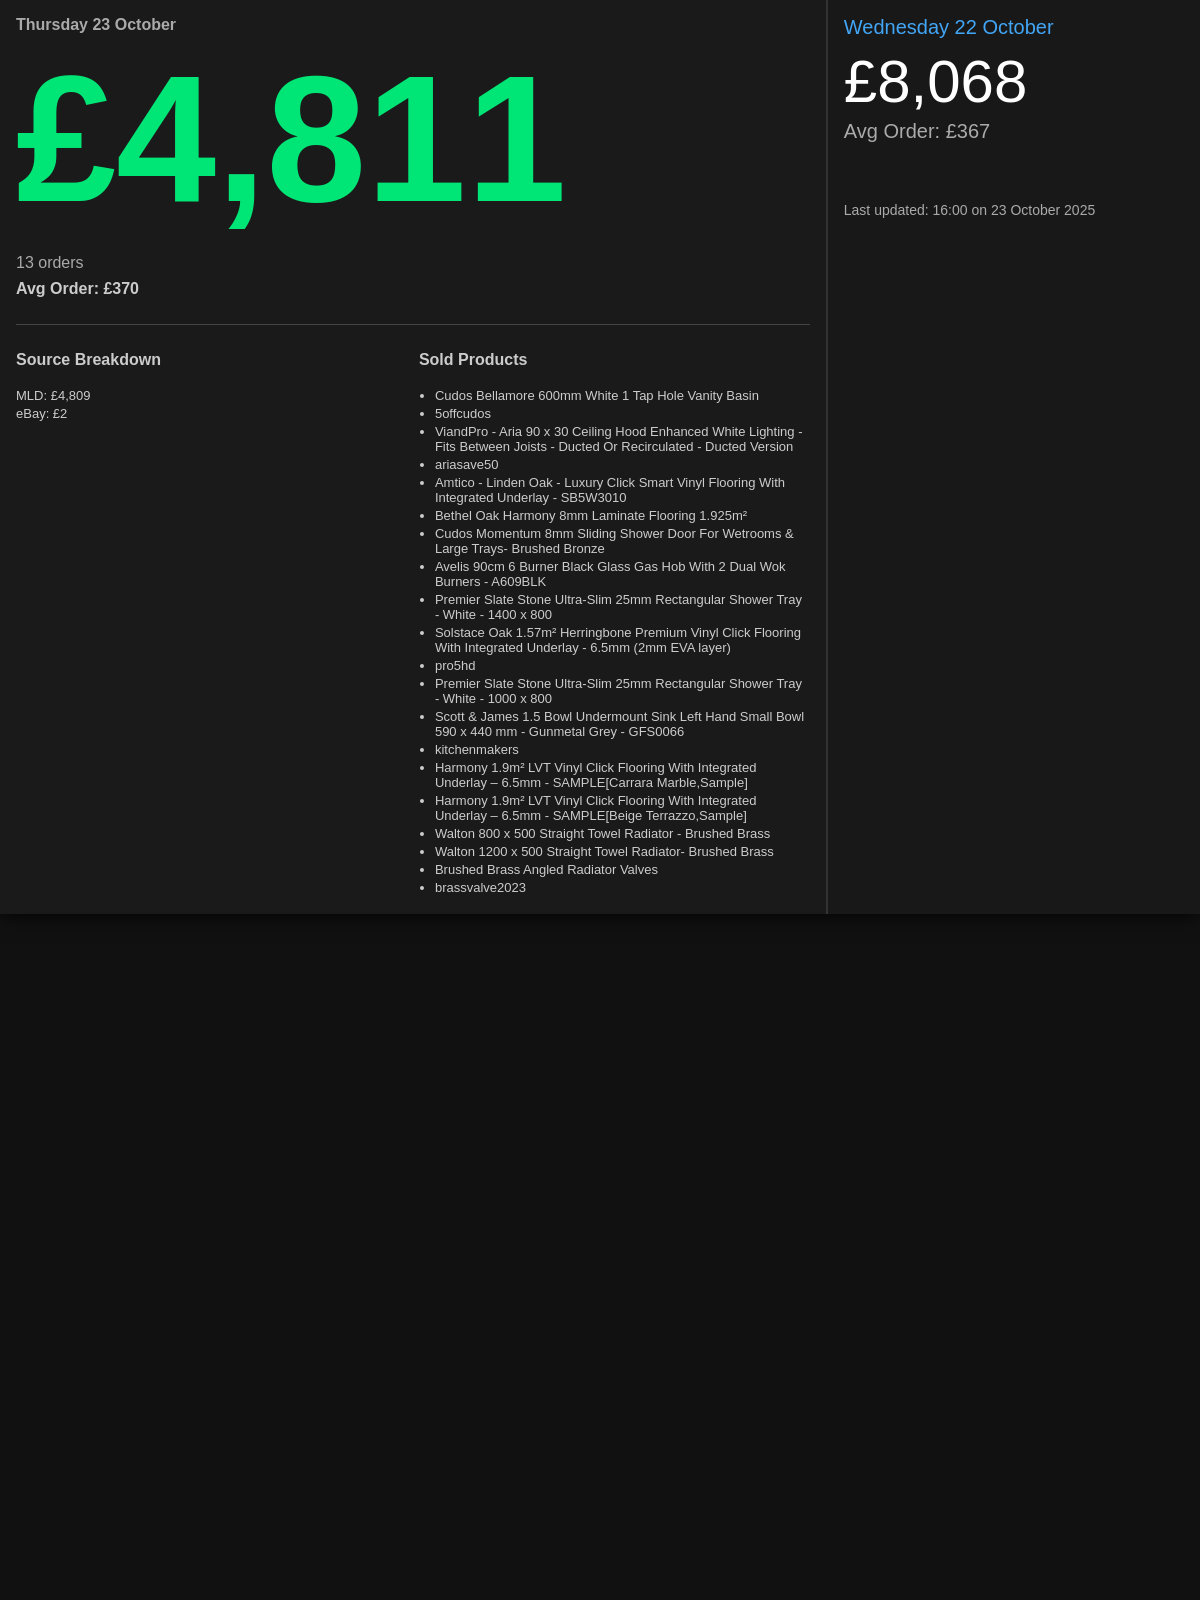 Thursday 23 October
£4,811
13 orders
Avg Order: £370
Source Breakdown
MLD: £4,809
eBay: £2
Sold Products
• Cudos Bellamore 600mm White 1 Tap Hole Vanity Basin
• 5offcudos
• ViandPro - Aria 90 x 30 Ceiling Hood Enhanced White Lighting -
Fits Between Joists - Ducted Or Recirculated - Ducted Version
• ariasave50
• Amtico - Linden Oak - Luxury Click Smart Vinyl Flooring With
Integrated Underlay - SB5W3010
• Bethel Oak Harmony 8mm Laminate Flooring 1.925m²
• Cudos Momentum 8mm Sliding Shower Door For Wetrooms &
Large Trays- Brushed Bronze
• Avelis 90cm 6 Burner Black Glass Gas Hob With 2 Dual Wok
Burners - A609BLK
• Premier Slate Stone Ultra-Slim 25mm Rectangular Shower Tray
- White - 1400 x 800
• Solstace Oak 1.57m² Herringbone Premium Vinyl Click Flooring
With Integrated Underlay - 6.5mm (2mm EVA layer)
• pro5hd
• Premier Slate Stone Ultra-Slim 25mm Rectangular Shower Tray
- White - 1000 x 800
• Scott & James 1.5 Bowl Undermount Sink Left Hand Small Bowl
590 x 440 mm - Gunmetal Grey - GFS0066
• kitchenmakers
• Harmony 1.9m² LVT Vinyl Click Flooring With Integrated
Underlay – 6.5mm - SAMPLE[Carrara Marble,Sample]
• Harmony 1.9m² LVT Vinyl Click Flooring With Integrated
Underlay – 6.5mm - SAMPLE[Beige Terrazzo,Sample]
• Walton 800 x 500 Straight Towel Radiator - Brushed Brass
• Walton 1200 x 500 Straight Towel Radiator- Brushed Brass
• Brushed Brass Angled Radiator Valves
• brassvalve2023
Wednesday 22 October
£8,068
Avg Order: £367
Last updated: 16:00 on 23 October 2025